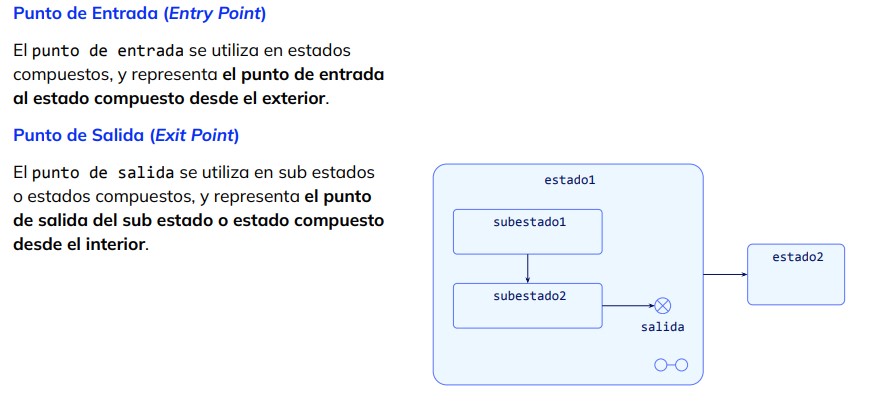 Punto de Entrada (Entry Point)
El punto de entrada se utiliza en estados
compuestos, y representa el punto de entrada
al estado compuesto desde el exterior.
Punto de Salida (Exit Point)
El punto de salida se utiliza en sub estados
o estados compuestos, y representa el punto
de salida del sub estado o estado compuesto
desde el interior.
estado1
subestado1
subestado2
salida
estado2